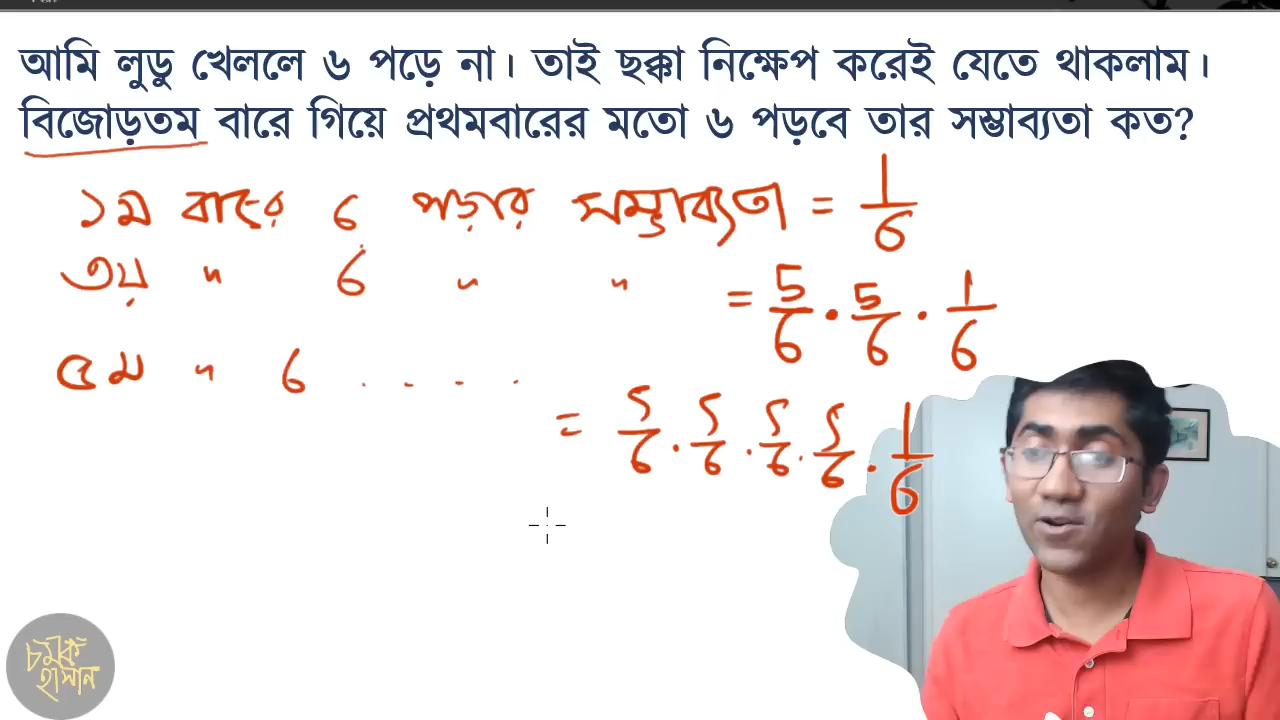 আমি লুডু খেললে ৬ পড়ে না। তাই ছক্কা নিক্ষেপ করেই যেতে থাকলাম।
বিজোড়তম বারে গিয়ে প্রথমবারের মতো ৬ পড়বে তার সম্ভাব্যতা কত?
১ম বারে 6 পড়ার সম্ভাব্যতা = 1/6
৩য় " 6 " " = 5/6 · 5/6 · 1/6
৫ম " 6 . . . .
= 5/6 · 5/6 · 5/6 · 5/6 · 1/6
চমক
হাসান